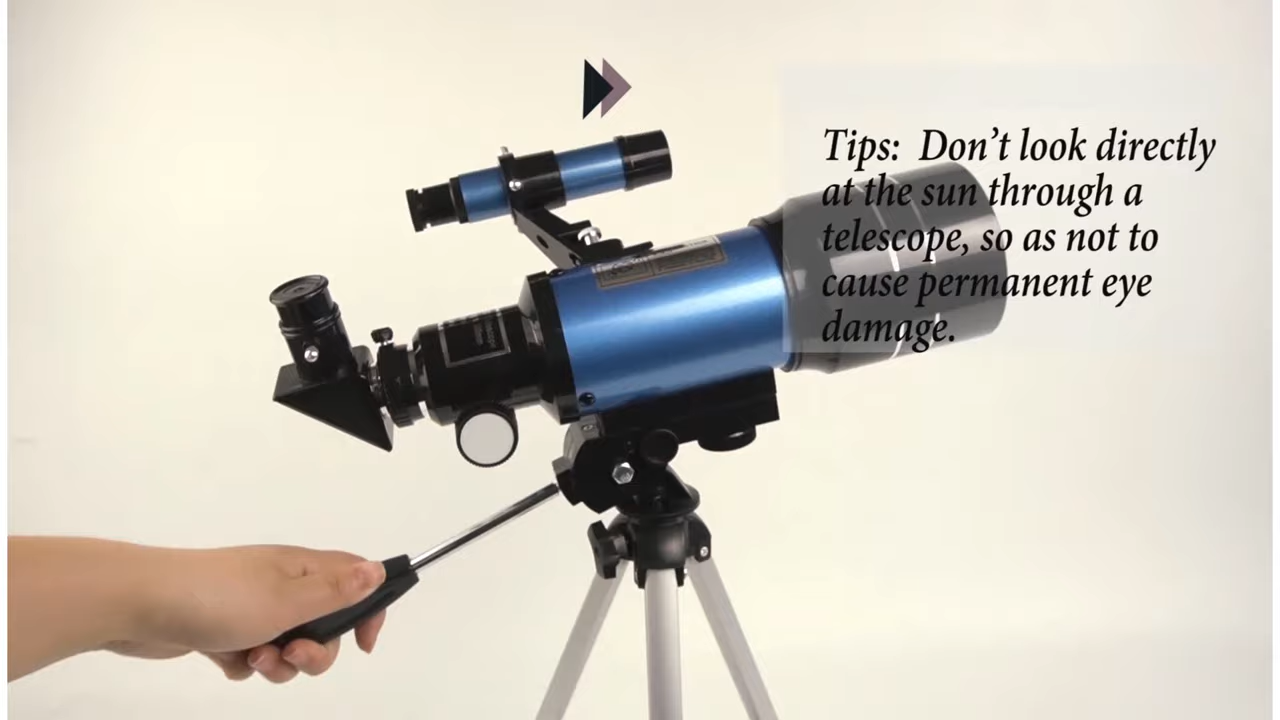 Tips: Don't look directly
at the sun through a
telescope, so as not to
cause permanent eye
damage.